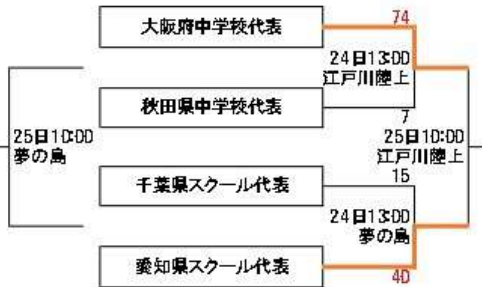 大阪府中学校代表
74
24日13:00
江戸川陸上
秋田県中学校代表
7
25日10:00
夢の島
25日10:00
江戸川陸上
千葉県スクール代表
15
24日13:00
夢の島
愛知県スクール代表
40